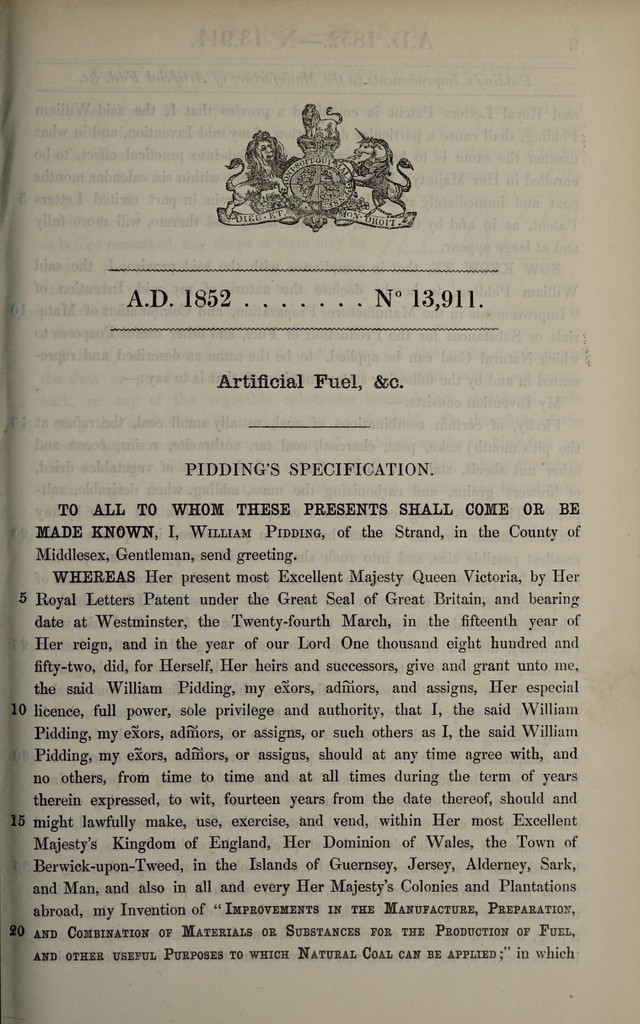 HONI SOIT QUI MAL Y PENSE
DIEU ET MON DROIT
A.D. 1852 . . . . . . . Nº 13,911.
Artificial Fuel, &c.
PIDDING'S SPECIFICATION.
TO ALL TO WHOM THESE PRESENTS SHALL COME OR BE
MADE KNOWN, I, WILLIAM PIDDING, of the Strand, in the County of
Middlesex, Gentleman, send greeting.
WHEREAS Her present most Excellent Majesty Queen Victoria, by Her
5 Royal Letters Patent under the Great Seal of Great Britain, and bearing
date at Westminster, the Twenty-fourth March, in the fifteenth year of
Her reign, and in the year of our Lord One thousand eight hundred and
fifty-two, did, for Herself, Her heirs and successors, give and grant unto me,
the said William Pidding, my exors, admors, and assigns, Her especial
10 licence, full power, sole privilege and authority, that I, the said William
Pidding, my exors, admors, or assigns, or such others as I, the said William
Pidding, my exors, admors, or assigns, should at any time agree with, and
no others, from time to time and at all times during the term of years
therein expressed, to wit, fourteen years from the date thereof, should and
15 might lawfully make, use, exercise, and vend, within Her most Excellent
Majesty's Kingdom of England, Her Dominion of Wales, the Town of
Berwick-upon-Tweed, in the Islands of Guernsey, Jersey, Alderney, Sark,
and Man, and also in all and every Her Majesty's Colonies and Plantations
abroad, my Invention of "IMPROVEMENTS IN THE MANUFACTURE, PREPARATION,
20 AND COMBINATION OF MATERIALS OR SUBSTANCES FOR THE PRODUCTION OF FUEL,
AND OTHER USEFUL PURPOSES TO WHICH NATURAL COAL CAN BE APPLIED;" in which